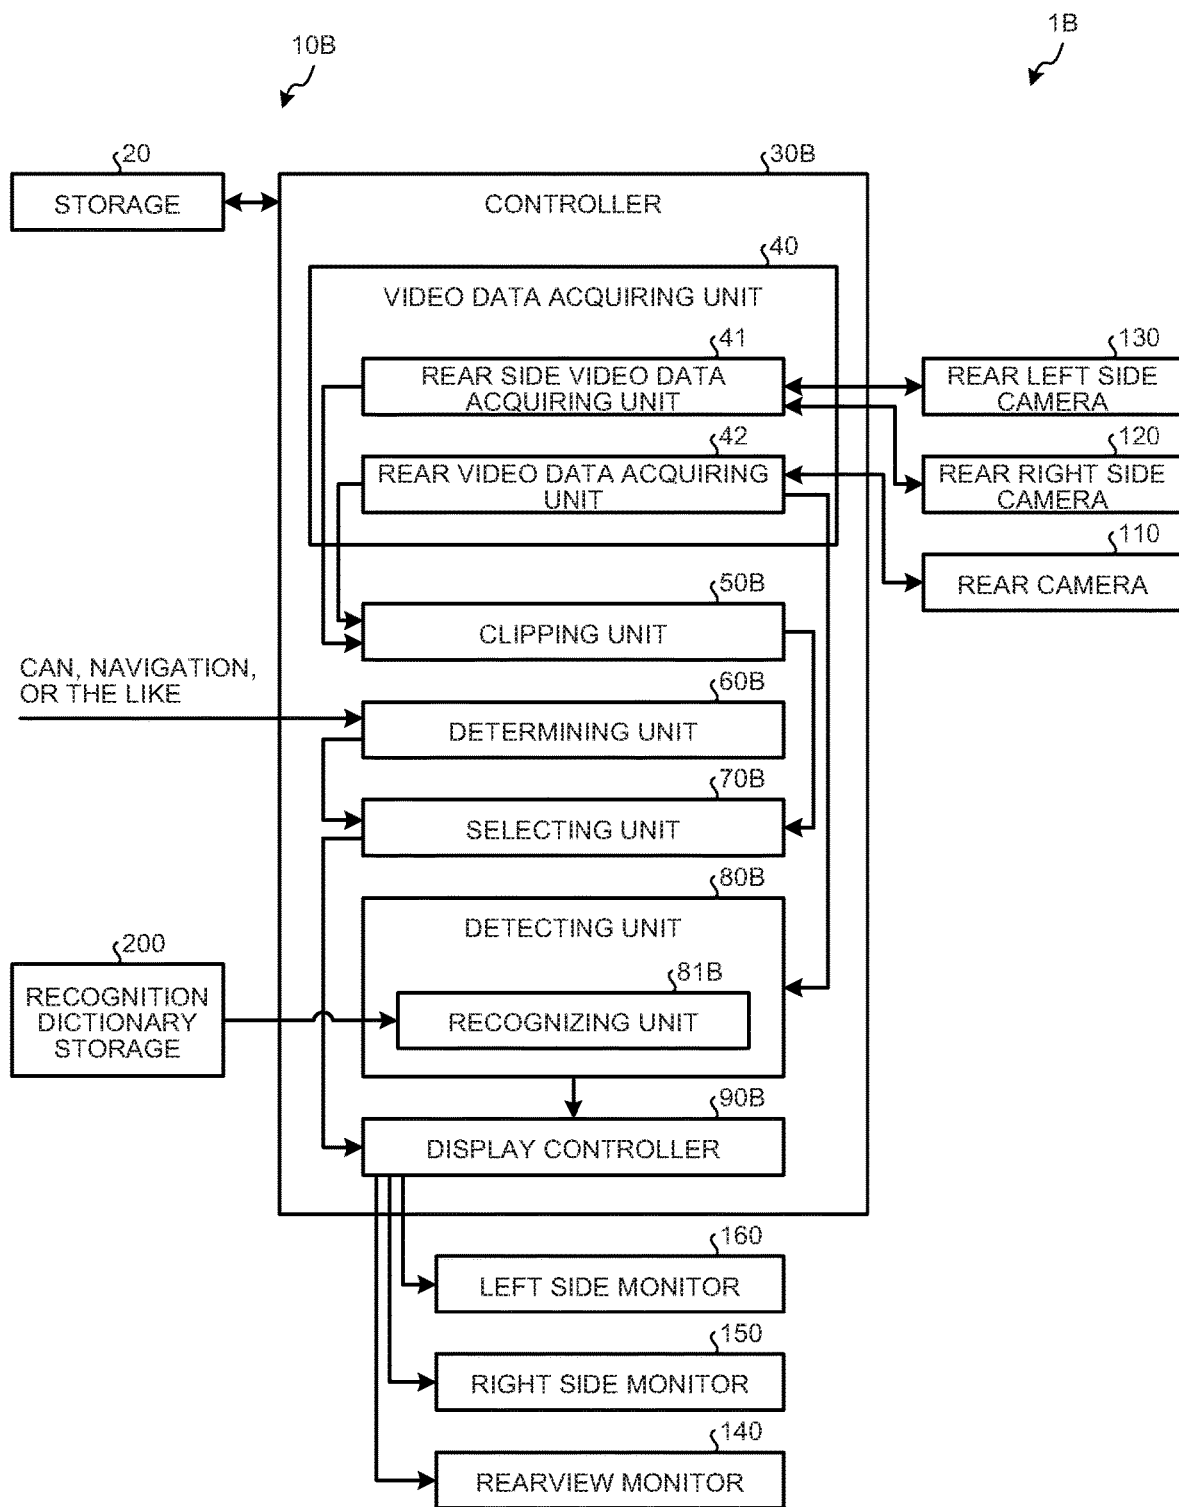 1B
10B
20
STORAGE
30B
CONTROLLER
40
VIDEO DATA ACQUIRING UNIT
41
REAR SIDE VIDEO DATA
ACQUIRING UNIT
130
REAR LEFT SIDE
CAMERA
42
REAR VIDEO DATA ACQUIRING
UNIT
120
REAR RIGHT SIDE
CAMERA
110
REAR CAMERA
50B
CLIPPING UNIT
CAN, NAVIGATION,
OR THE LIKE
60B
DETERMINING UNIT
70B
SELECTING UNIT
80B
DETECTING UNIT
200
RECOGNITION
DICTIONARY
STORAGE
81B
RECOGNIZING UNIT
90B
DISPLAY CONTROLLER
160
LEFT SIDE MONITOR
150
RIGHT SIDE MONITOR
140
REARVIEW MONITOR